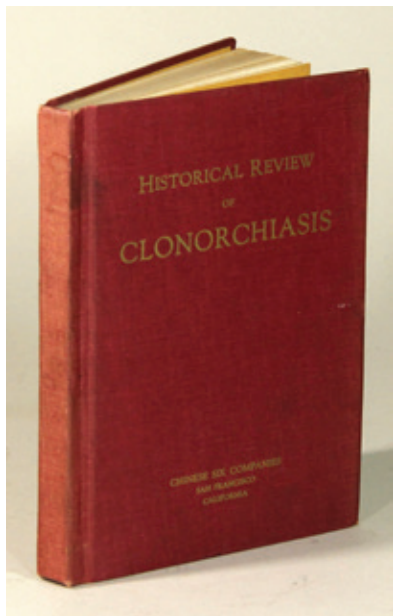 HISTORICAL REVIEW
OF
CLONORCHIASIS
CHINESE SIX COMPANIES
SAN FRANCISCO
CALIFORNIA